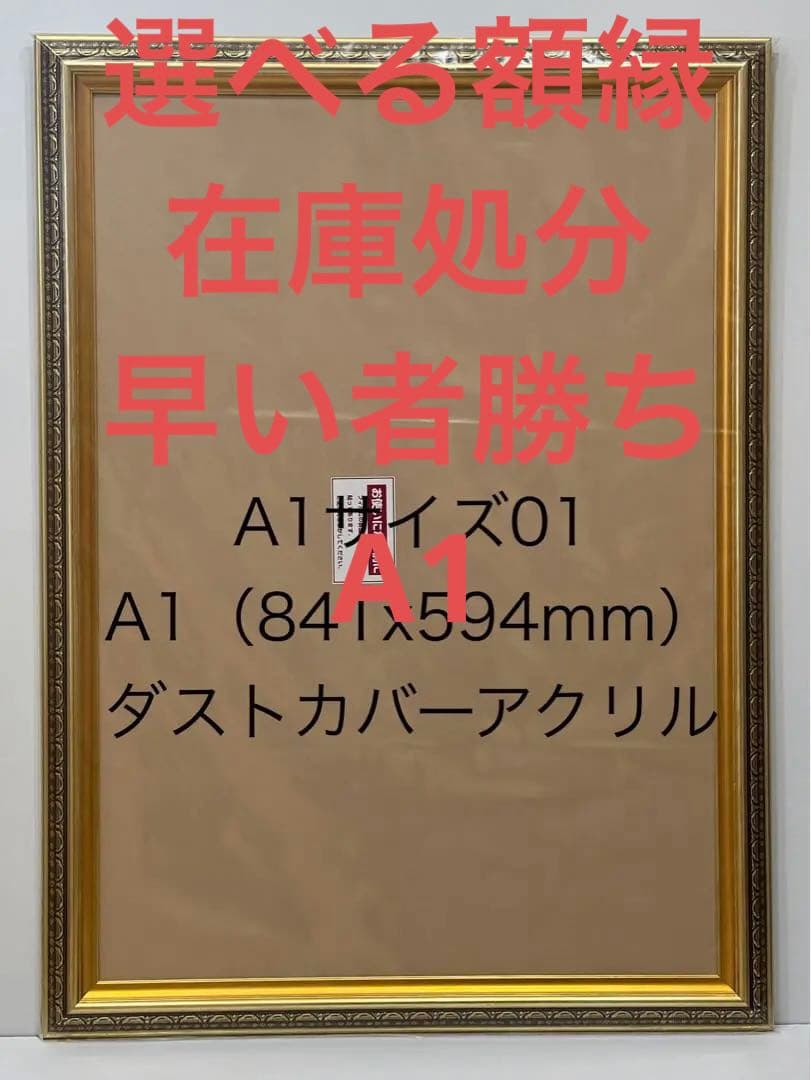 選べる額縁
在庫処分
早い者勝ち
A1サイズ01
A1
A1（841x594mm）
ダストカバーアクリル